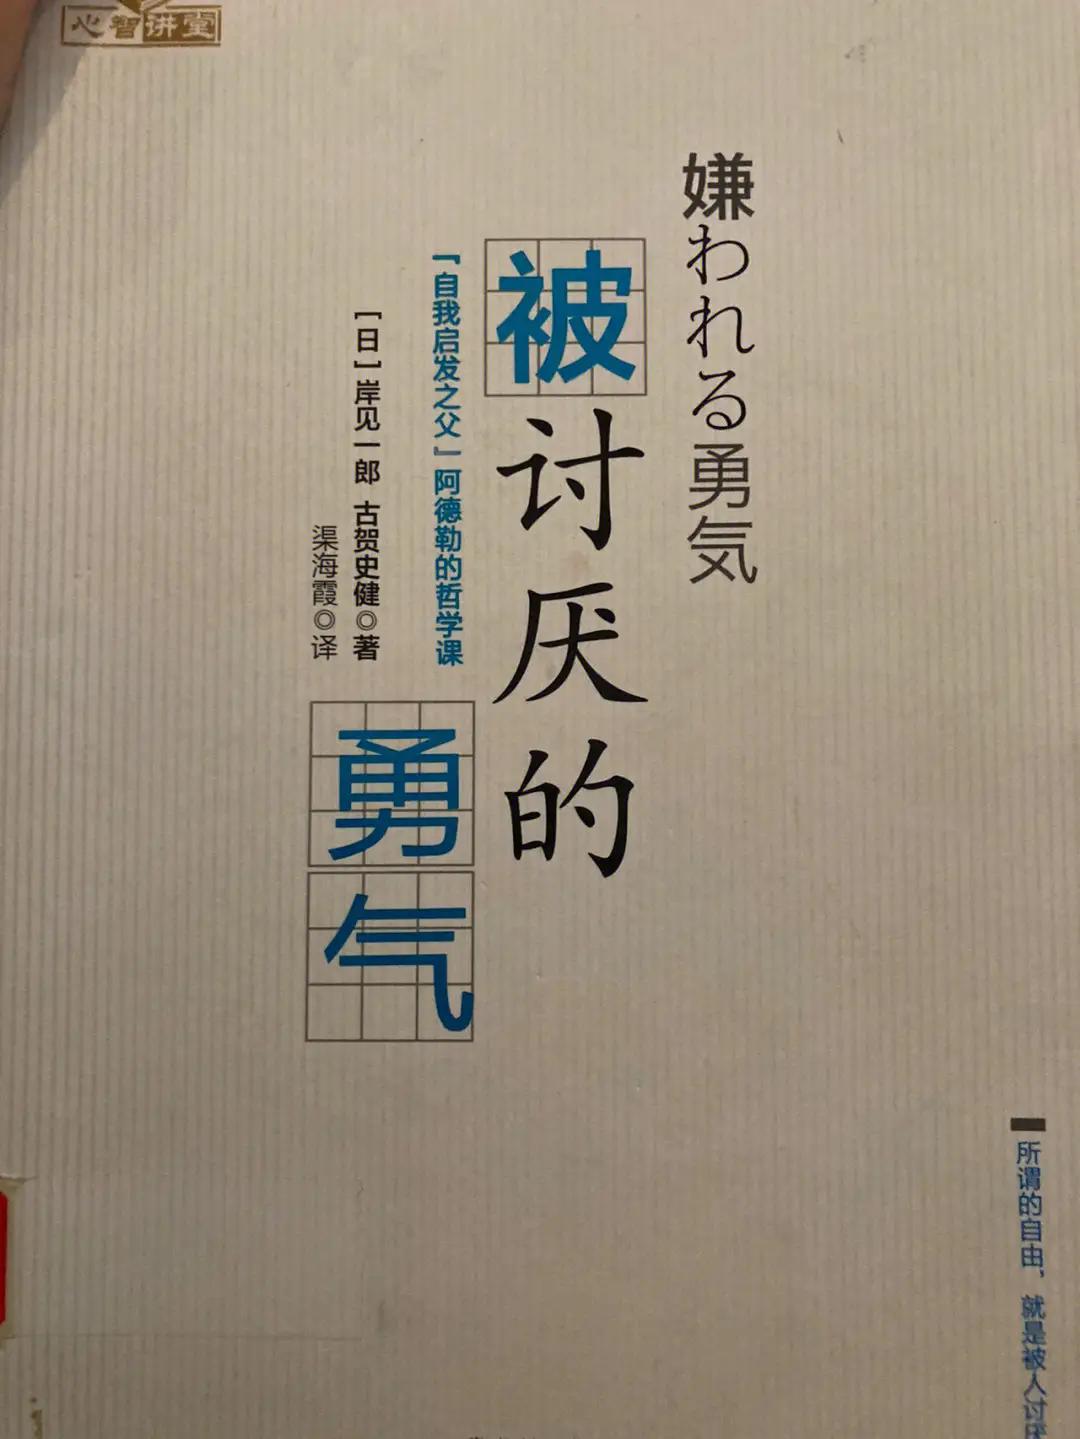 心智讲堂
嫌われる勇気
被讨厌的
勇气
「自我启发之父」阿德勒的哲学课
[日]岸见一郎 古贺史健◎著
渠海霞◎译
所谓的自由，就是被人讨厌